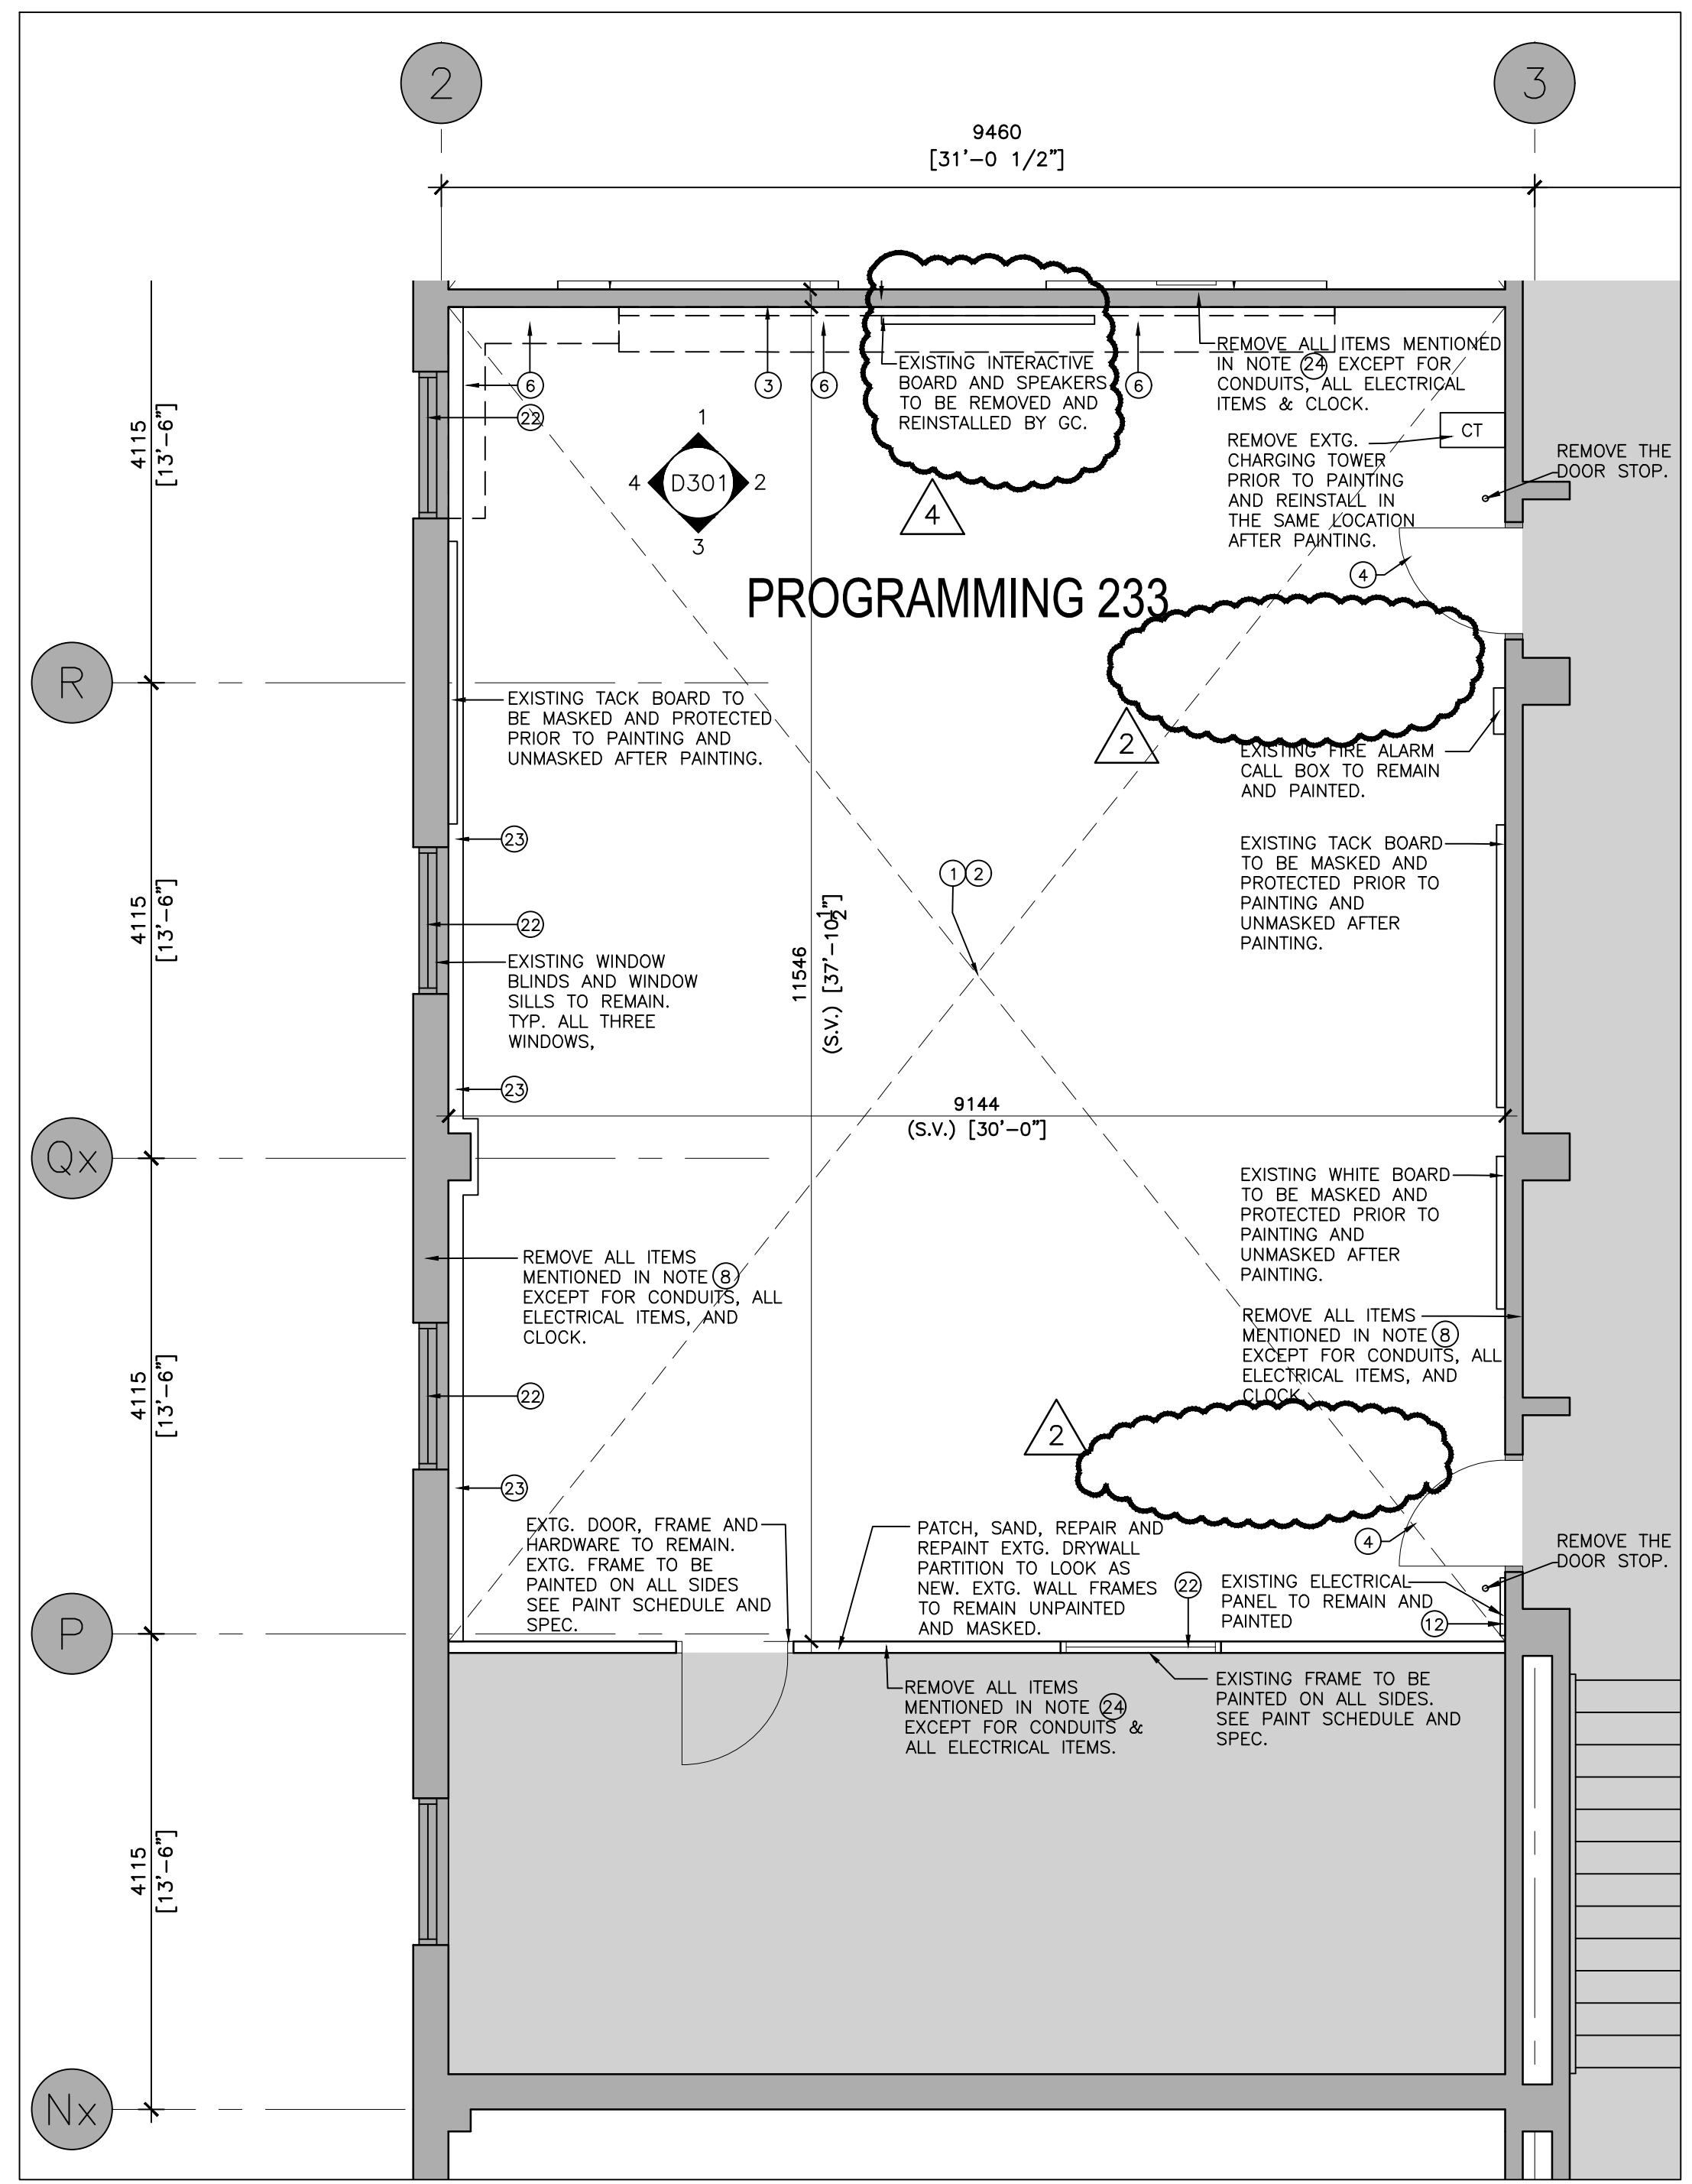 2
3
9460
[31'-0 1/2"]
EXISTING INTERACTIVE
BOARD AND SPEAKERS
TO BE REMOVED AND
REINSTALLED BY GC.
REMOVE ALL ITEMS MENTIONED
IN NOTE 24 EXCEPT FOR
CONDUITS, ALL ELECTRICAL
ITEMS & CLOCK.
6
3
6
6
22
4115
[13'-6"]
1
4 D301 2
3
4
REMOVE EXTG.
CHARGING TOWER
PRIOR TO PAINTING
AND REINSTALL IN
THE SAME LOCATION
AFTER PAINTING.
CT
REMOVE THE
DOOR STOP.
4
PROGRAMMING 233
R
EXISTING TACK BOARD TO
BE MASKED AND PROTECTED
PRIOR TO PAINTING AND
UNMASKED AFTER PAINTING.
2
EXISTING FIRE ALARM
CALL BOX TO REMAIN
AND PAINTED.
23
EXISTING TACK BOARD
TO BE MASKED AND
PROTECTED PRIOR TO
PAINTING AND
UNMASKED AFTER
PAINTING.
1 2
4115
[13'-6"]
22
EXISTING WINDOW
BLINDS AND WINDOW
SILLS TO REMAIN.
TYP. ALL THREE
WINDOWS,
11546
(S.V.) [37'-10 1/2"]
23
9144
(S.V.) [30'-0"]
Qx
EXISTING WHITE BOARD
TO BE MASKED AND
PROTECTED PRIOR TO
PAINTING AND
UNMASKED AFTER
PAINTING.
REMOVE ALL ITEMS
MENTIONED IN NOTE 8
EXCEPT FOR CONDUITS, ALL
ELECTRICAL ITEMS, AND
CLOCK.
REMOVE ALL ITEMS
MENTIONED IN NOTE 8
EXCEPT FOR CONDUITS, ALL
ELECTRICAL ITEMS, AND
CLOCK.
4115
[13'-6"]
22
2
23
EXTG. DOOR, FRAME AND
HARDWARE TO REMAIN.
EXTG. FRAME TO BE
PAINTED ON ALL SIDES
SEE PAINT SCHEDULE AND
SPEC.
PATCH, SAND, REPAIR AND
REPAINT EXTG. DRYWALL
PARTITION TO LOOK AS
NEW. EXTG. WALL FRAMES
TO REMAIN UNPAINTED
AND MASKED.
22
4
REMOVE THE
DOOR STOP.
EXISTING ELECTRICAL
PANEL TO REMAIN AND
PAINTED
12
P
REMOVE ALL ITEMS
MENTIONED IN NOTE 24
EXCEPT FOR CONDUITS &
ALL ELECTRICAL ITEMS.
EXISTING FRAME TO BE
PAINTED ON ALL SIDES.
SEE PAINT SCHEDULE AND
SPEC.
4115
[13'-6"]
Nx